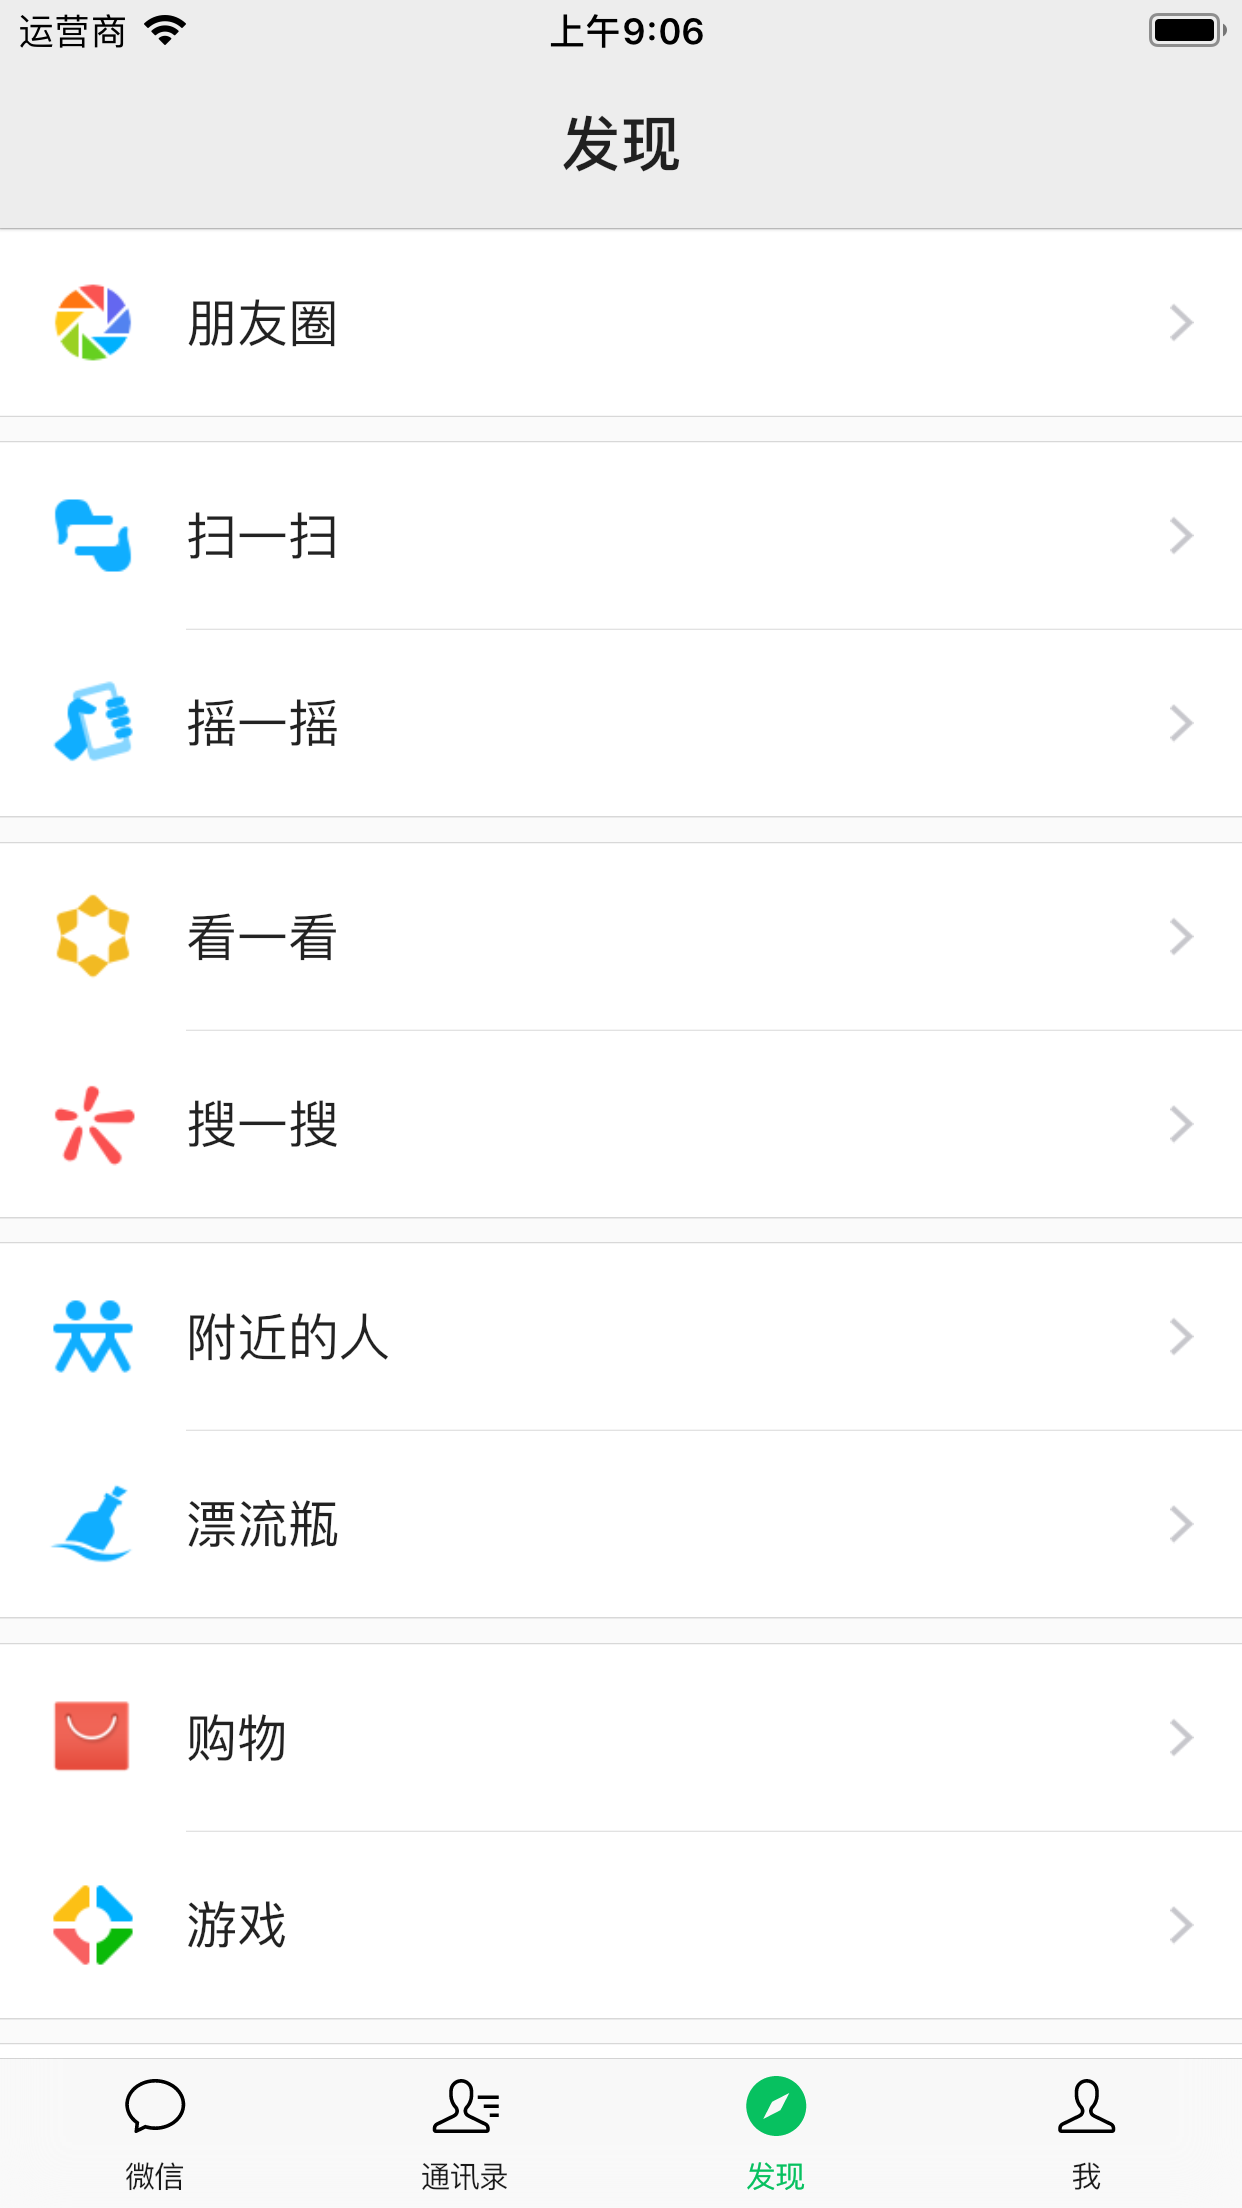 运营商 上午9:06
发现
朋友圈
扫一扫
摇一摇
看一看
搜一搜
附近的人
漂流瓶
购物
游戏
微信 通讯录 发现 我